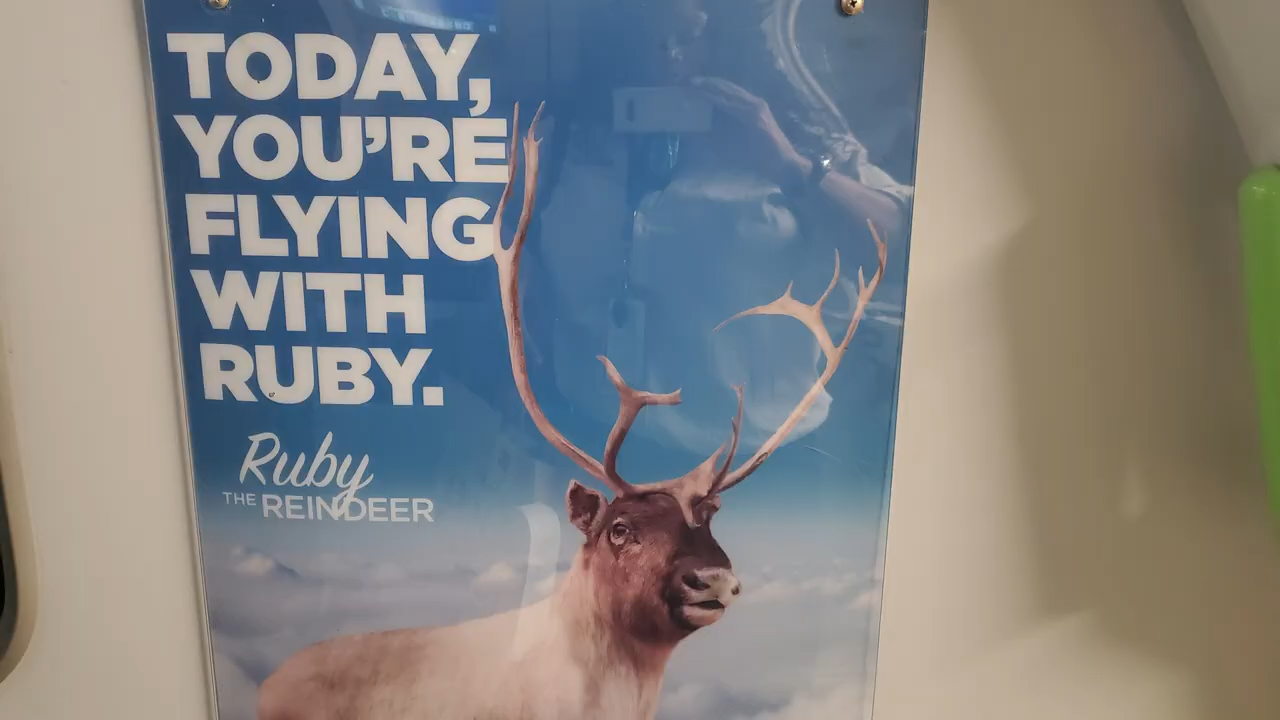 TODAY,
YOU'RE
FLYING
WITH
RUBY.
Ruby
THE REINDEER